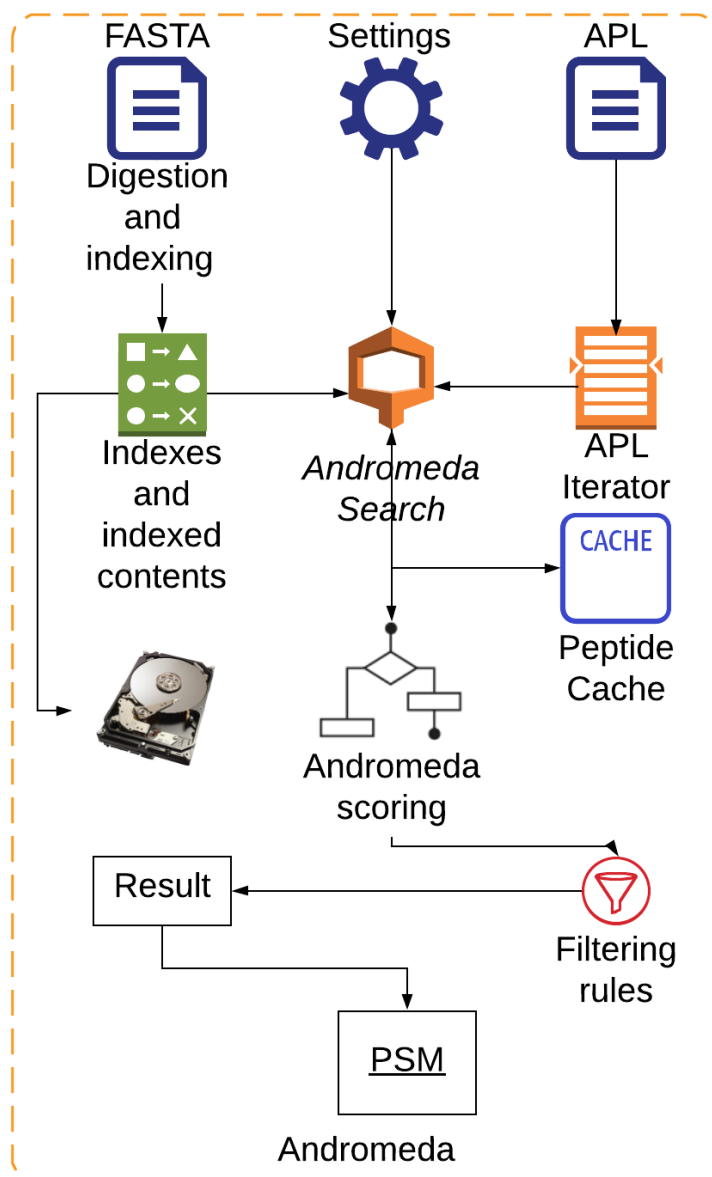 FASTA
Settings
APL
Digestion
and
indexing
Indexes
and
indexed
contents
Andromeda
Search
APL
Iterator
CACHE
Peptide
Cache
Andromeda
scoring
Result
Filtering
rules
PSM
Andromeda